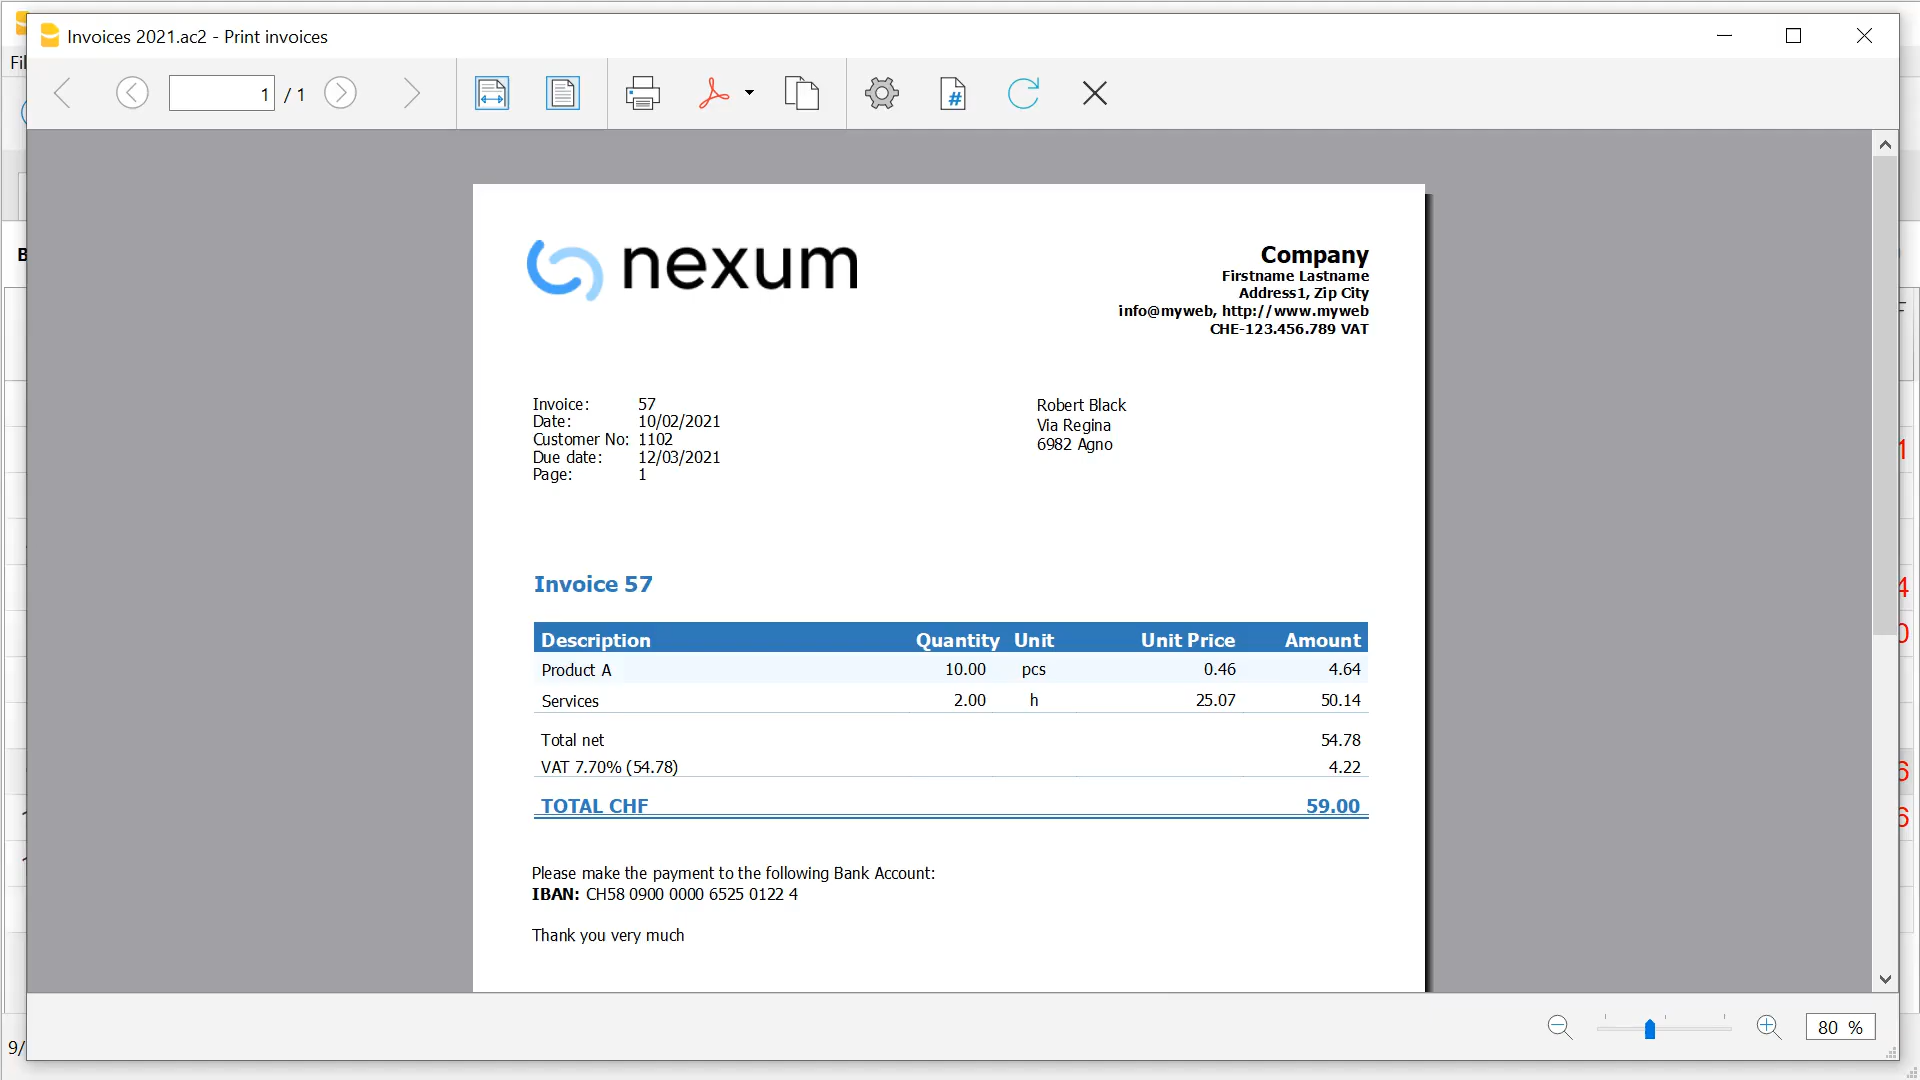 Invoices 2021.ac2 - Print invoices
1 / 1
#
nexum
Company
Firstname Lastname
Address1, Zip City
info@myweb, http://www.myweb
CHE-123.456.789 VAT
Invoice: 57
Date: 10/02/2021
Customer No: 1102
Due date: 12/03/2021
Page: 1
Robert Black
Via Regina
6982 Agno
Invoice 57
Description Quantity Unit Unit Price Amount
Product A 10.00 pcs 0.46 4.64
Services 2.00 h 25.07 50.14
Total net 54.78
VAT 7.70% (54.78) 4.22
TOTAL CHF 59.00
Please make the payment to the following Bank Account:
IBAN: CH58 0900 0000 6525 0122 4
Thank you very much
80 %
9/